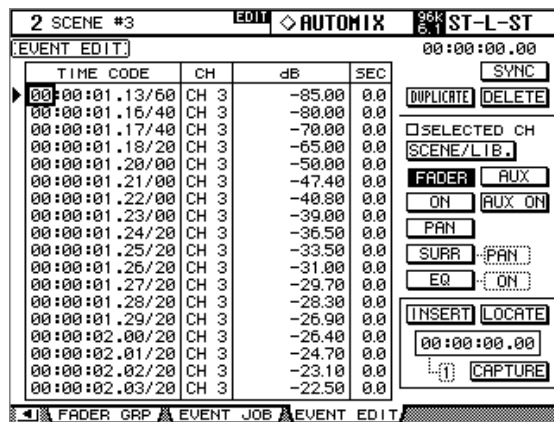 2 SCENE #3 EDIT ◇AUTOMIX 96K 6.1 ST-L-ST
EVENT EDIT 00:00:00.00
TIME CODE CH dB SEC SYNC
00:00:01.13/60 CH 3 -85.00 0.0 DUPLICATE DELETE
00:00:01.16/40 CH 3 -80.00 0.0
00:00:01.17/40 CH 3 -70.00 0.0 SELECTED CH
00:00:01.18/20 CH 3 -65.00 0.0 SCENE/LIB.
00:00:01.20/00 CH 3 -50.00 0.0
00:00:01.21/00 CH 3 -47.40 0.0 FADER AUX
00:00:01.22/00 CH 3 -40.80 0.0 ON AUX ON
00:00:01.23/00 CH 3 -39.00 0.0
00:00:01.24/20 CH 3 -36.50 0.0 PAN
00:00:01.25/20 CH 3 -33.50 0.0 SURR PAN
00:00:01.26/20 CH 3 -31.00 0.0
00:00:01.27/20 CH 3 -29.70 0.0 EQ ON
00:00:01.28/20 CH 3 -28.30 0.0
00:00:01.29/20 CH 3 -26.90 0.0 INSERT LOCATE
00:00:02.00/20 CH 3 -26.40 0.0
00:00:02.01/20 CH 3 -24.70 0.0 00:00:00.00
00:00:02.02/20 CH 3 -23.10 0.0 1 CAPTURE
00:00:02.03/20 CH 3 -22.50 0.0
FADER GRP EVENT JOB EVENT EDIT